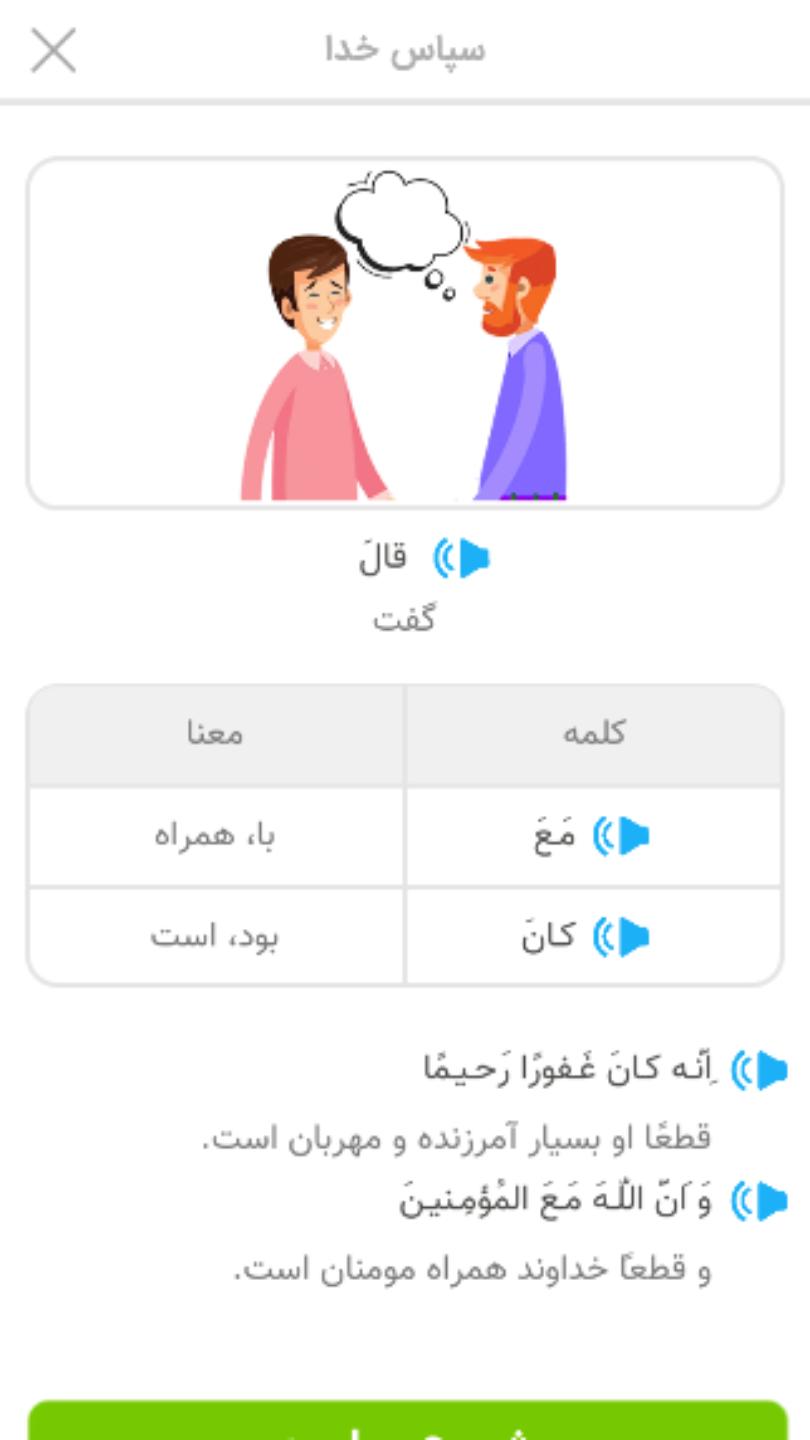 سپاس خدا
قالَ
گفت
کلمه معنا
مَعَ با، همراه
کانَ بود، است
اِنّه کانَ غَفورًا رَحیمًا
قطعًا او بسیار آمرزنده و مهربان است.
وَ اَنّ اللّٰهَ مَعَ المُؤمِنینَ
و قطعاً خداوند همراه مومنان است.